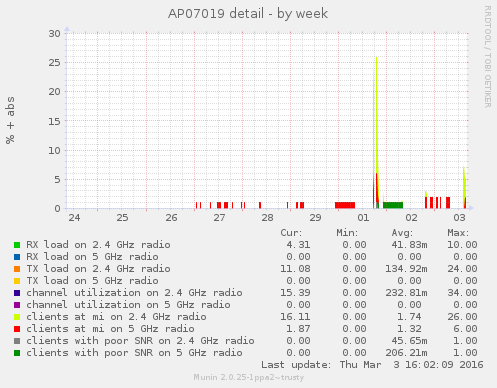 AP07019 detail - by week
RRDTOOL / TOBI OETIKER
% + abs
30
25
20
15
10
5
0
24 25 26 27 28 29 01 02 03
Cur: Min: Avg: Max:
RX load on 2.4 GHz radio 4.31 0.00 41.83m 10.00
RX load on 5 GHz radio 0.00 0.00 0.00 0.00
TX load on 2.4 GHz radio 11.08 0.00 134.92m 24.00
TX load on 5 GHz radio 0.00 0.00 0.00 0.00
channel utilization on 2.4 GHz radio 15.39 0.00 232.81m 34.00
channel utilization on 5 GHz radio 0.00 0.00 0.00 0.00
clients at mi on 2.4 GHz radio 16.11 0.00 1.74 26.00
clients at mi on 5 GHz radio 1.87 0.00 1.32 6.00
clients with poor SNR on 2.4 GHz radio 0.00 0.00 45.65m 1.00
clients with poor SNR on 5 GHz radio 0.00 0.00 206.21m 1.00
Last update: Thu Mar 3 16:02:09 2016
Munin 2.0.25-1ppa2~trusty